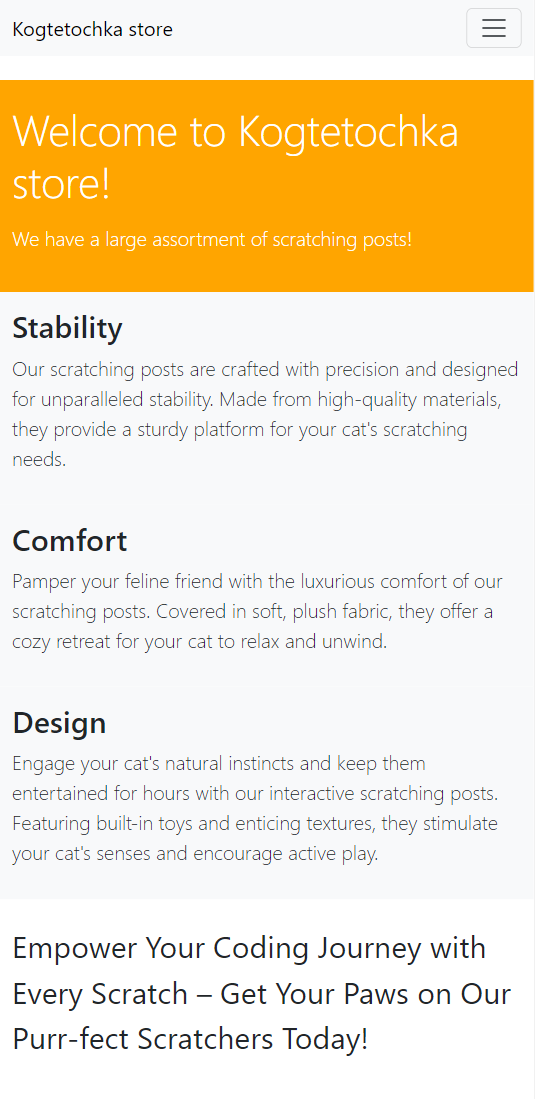 Kogtetochka store
Welcome to Kogtetochka
store!
We have a large assortment of scratching posts!
Stability
Our scratching posts are crafted with precision and designed
for unparalleled stability. Made from high-quality materials,
they provide a sturdy platform for your cat's scratching
needs.
Comfort
Pamper your feline friend with the luxurious comfort of our
scratching posts. Covered in soft, plush fabric, they offer a
cozy retreat for your cat to relax and unwind.
Design
Engage your cat's natural instincts and keep them
entertained for hours with our interactive scratching posts.
Featuring built-in toys and enticing textures, they stimulate
your cat's senses and encourage active play.
Empower Your Coding Journey with
Every Scratch – Get Your Paws on Our
Purr-fect Scratchers Today!